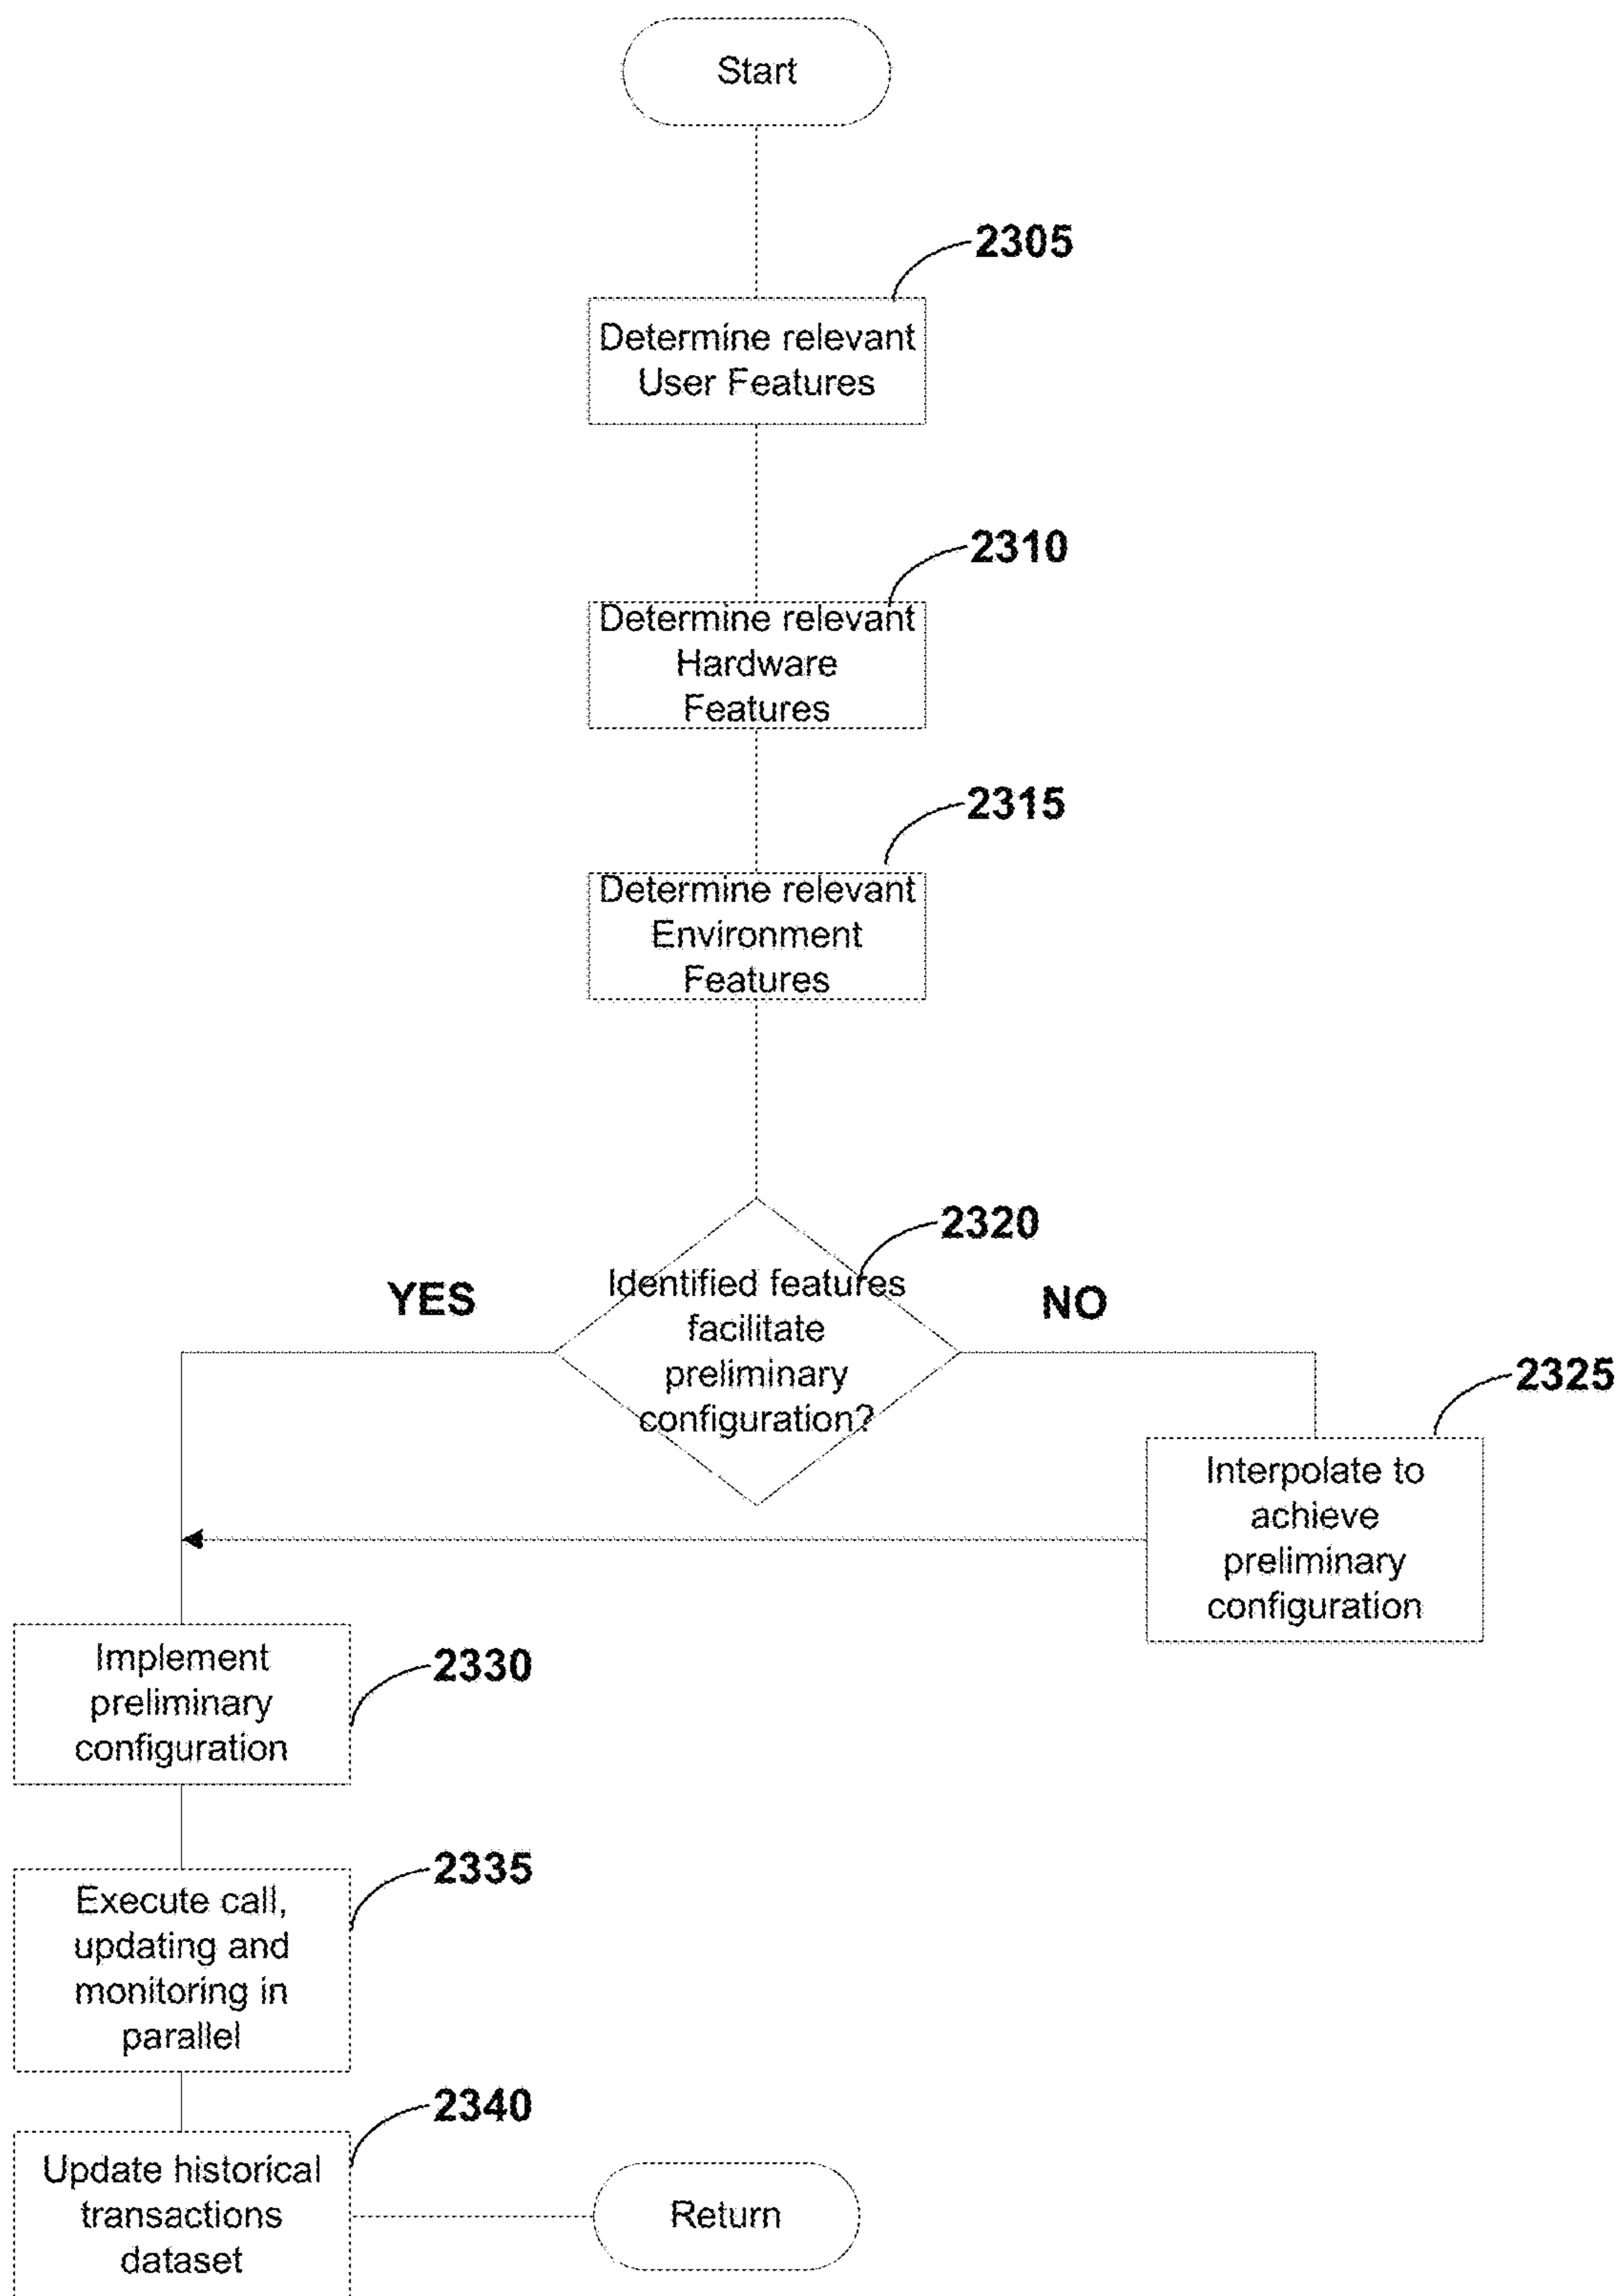 Start
2305
Determine relevant
User Features
2310
Determine relevant
Hardware
Features
2315
Determine relevant
Environment
Features
2320
Identified features
facilitate
preliminary
configuration?
YES
NO
2325
Interpolate to
achieve
preliminary
configuration
Implement
preliminary
configuration
2330
Execute call,
updating and
monitoring in
parallel
2335
Update historical
transactions
dataset
2340
Return